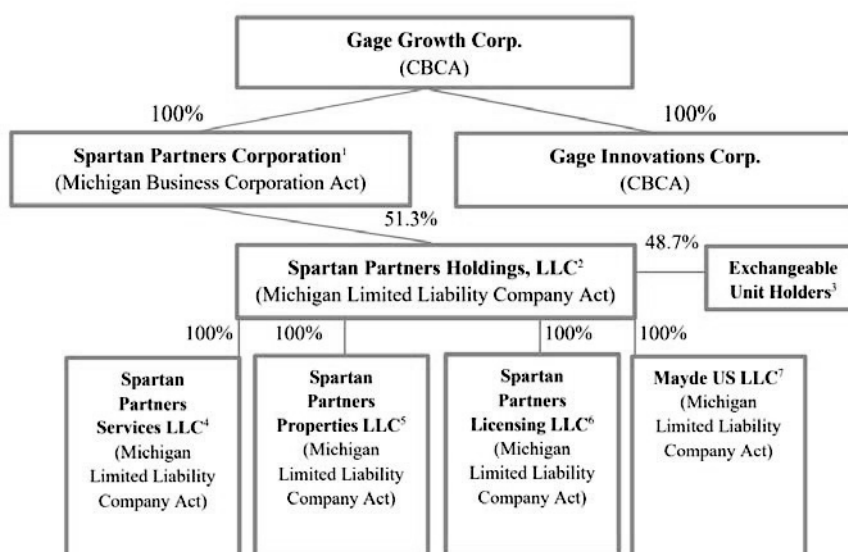 Gage Growth Corp.
(CBCA)
100%
100%
Spartan Partners Corporation¹
(Michigan Business Corporation Act)
Gage Innovations Corp.
(CBCA)
51.3%
Spartan Partners Holdings, LLC²
(Michigan Limited Liability Company Act)
48.7%
Exchangeable
Unit Holders³
100%
100%
100%
100%
Spartan
Partners
Services LLC⁴
(Michigan
Limited Liability
Company Act)
Spartan
Partners
Properties LLC⁵
(Michigan
Limited Liability
Company Act)
Spartan
Partners
Licensing LLC⁶
(Michigan
Limited Liability
Company Act)
Mayde US LLC⁷
(Michigan
Limited Liability
Company Act)